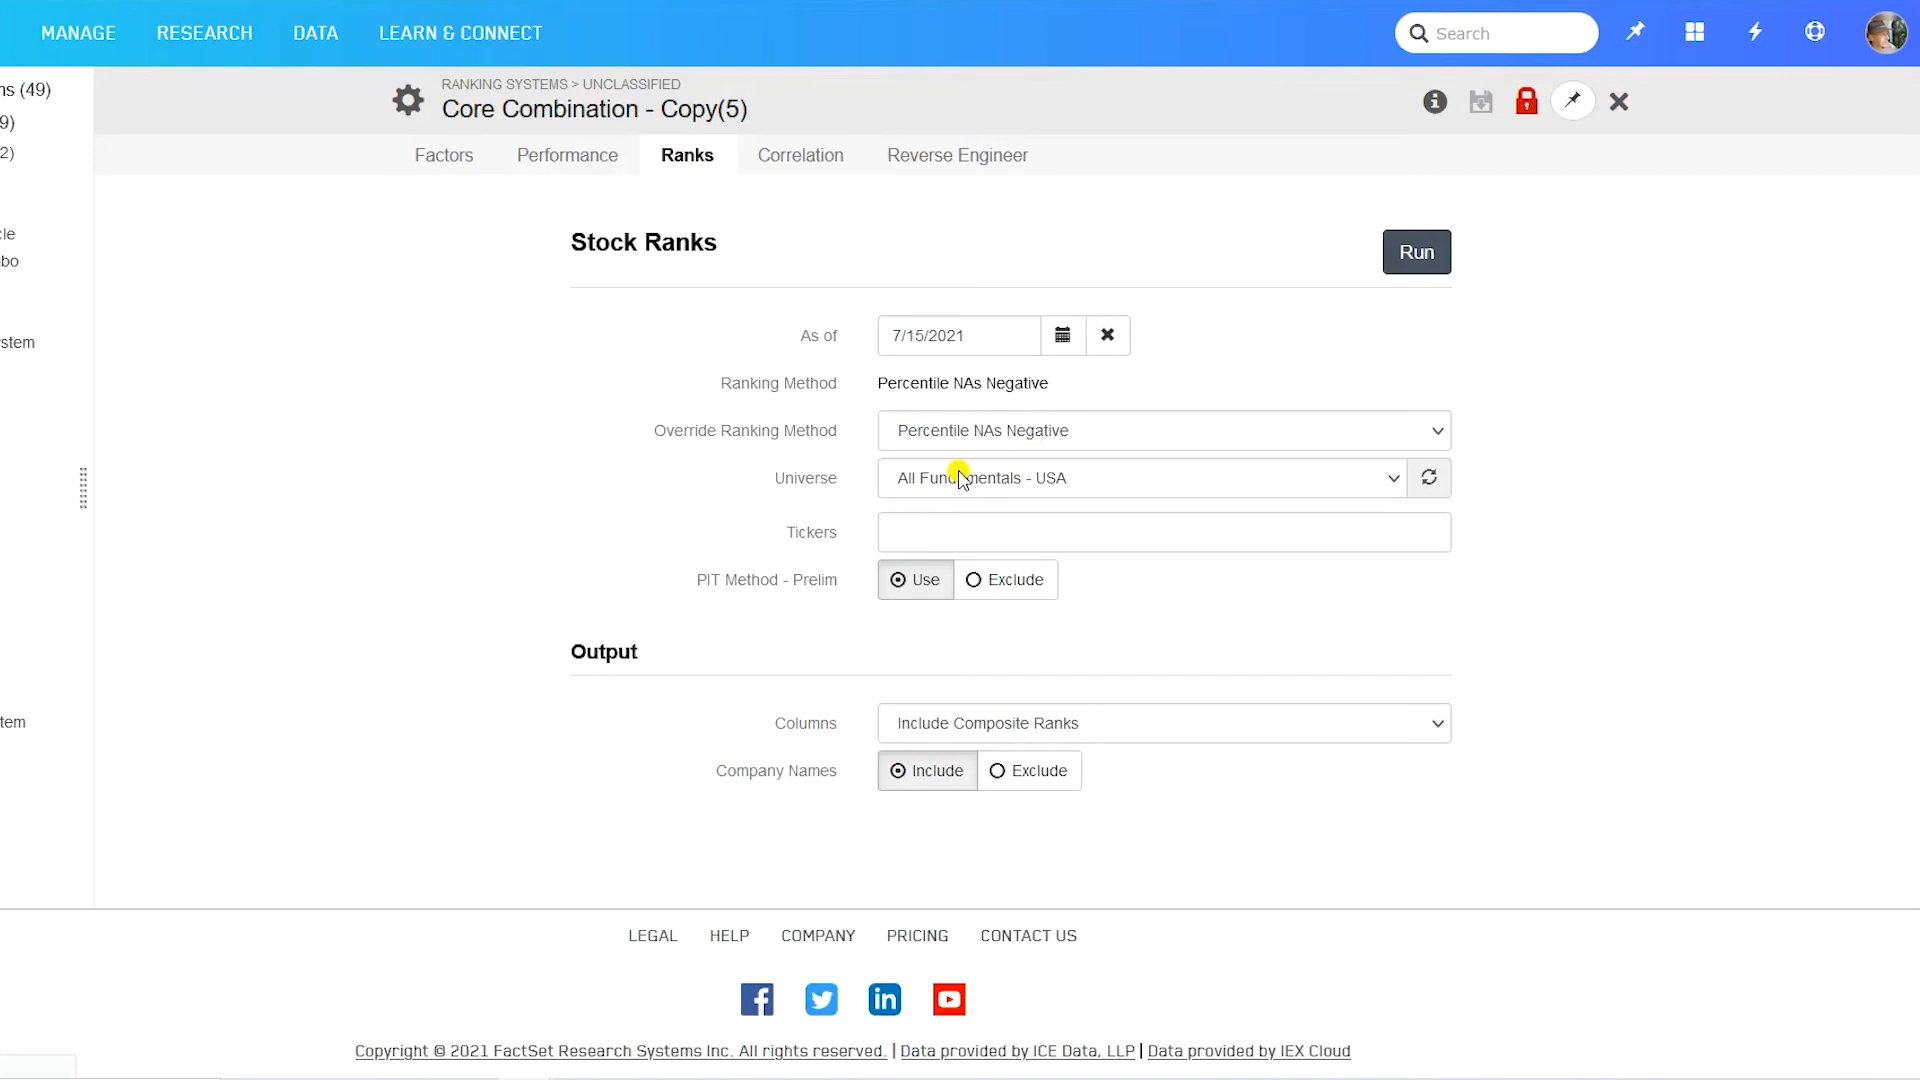 MANAGE RESEARCH DATA LEARN & CONNECT Search
ns (49)
9)
2)
cle
bo
stem
tem
RANKING SYSTEMS > UNCLASSIFIED
Core Combination - Copy(5)
Factors Performance Ranks Correlation Reverse Engineer
Stock Ranks Run
As of 7/15/2021
Ranking Method Percentile NAs Negative
Override Ranking Method Percentile NAs Negative
Universe All Fundamentals - USA
Tickers
PIT Method - Prelim Use Exclude
Output
Columns Include Composite Ranks
Company Names Include Exclude
LEGAL HELP COMPANY PRICING CONTACT US
Copyright © 2021 FactSet Research Systems Inc. All rights reserved. | Data provided by ICE Data, LLP | Data provided by IEX Cloud